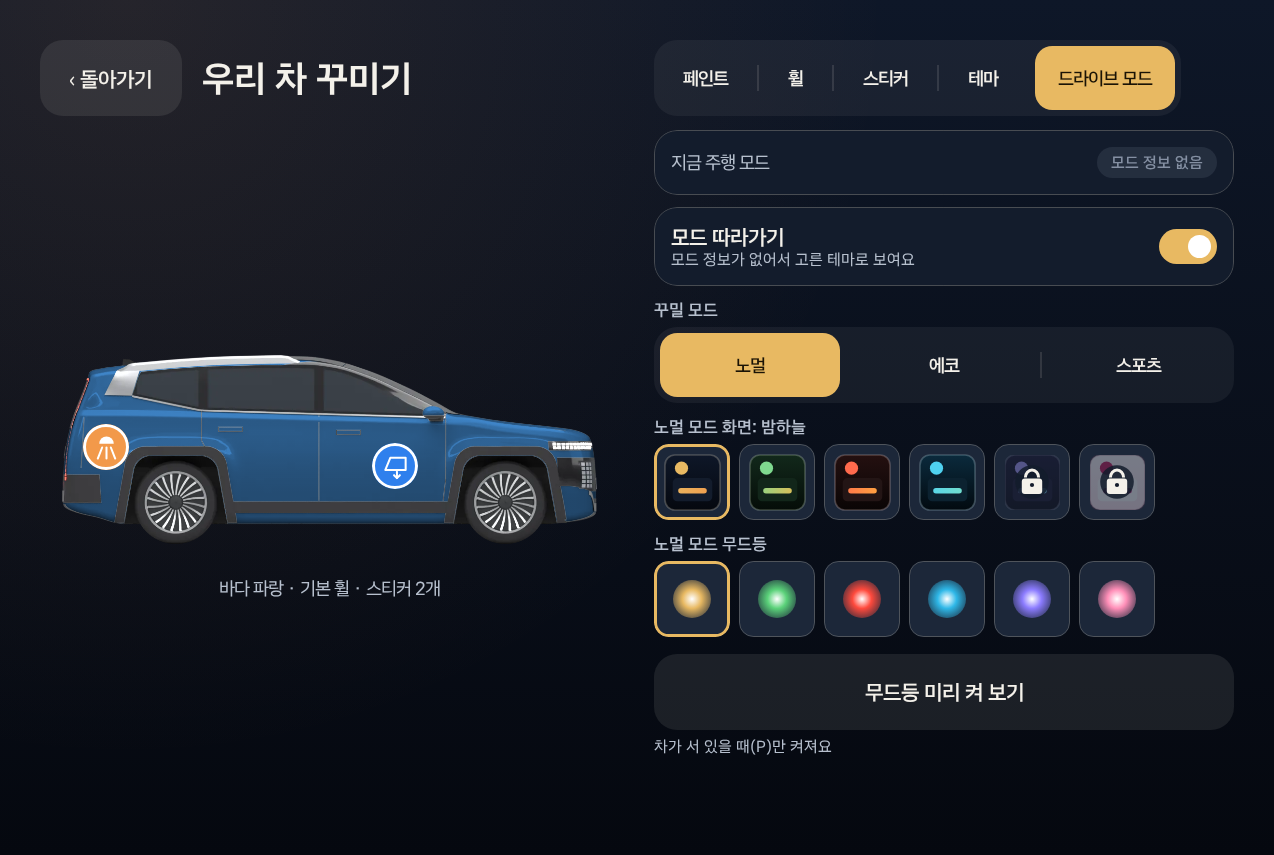 ‹ 돌아가기
우리 차 꾸미기
페인트
휠
스티커
테마
드라이브 모드
지금 주행 모드
모드 정보 없음
모드 따라가기
모드 정보가 없어서 고른 테마로 보여요
꾸밀 모드
노멀
에코
스포츠
노멀 모드 화면: 밤하늘
노멀 모드 무드등
바다 파랑 · 기본 휠 · 스티커 2개
무드등 미리 켜 보기
차가 서 있을 때(P)만 켜져요